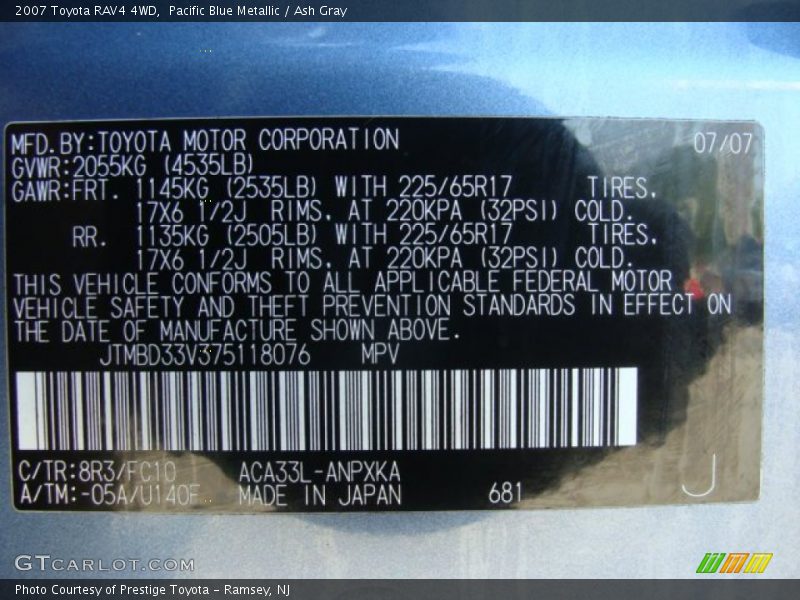 2007 Toyota RAV4 4WD,  Pacific Blue Metallic / Ash Gray
MFD.BY:TOYOTA MOTOR CORPORATION 07/07
GVWR:2055KG (4535LB)
GAWR:FRT. 1145KG (2535LB) WITH 225/65R17 TIRES,
17X6 1/2J RIMS, AT 220KPA (32PSI) COLD.
RR. 1135KG (2505LB) WITH 225/65R17 TIRES,
17X6 1/2J RIMS, AT 220KPA (32PSI) COLD.
THIS VEHICLE CONFORMS TO ALL APPLICABLE FEDERAL MOTOR
VEHICLE SAFETY AND THEFT PREVENTION STANDARDS IN EFFECT ON
THE DATE OF MANUFACTURE SHOWN ABOVE.
JTMBD33V375118076 MPV
C/TR:8R3/FC10 ACA33L-ANPXKA
A/TM:-05A/U140F MADE IN JAPAN 681 J
GTCARLOT.COM
Photo Courtesy of Prestige Toyota - Ramsey, NJ